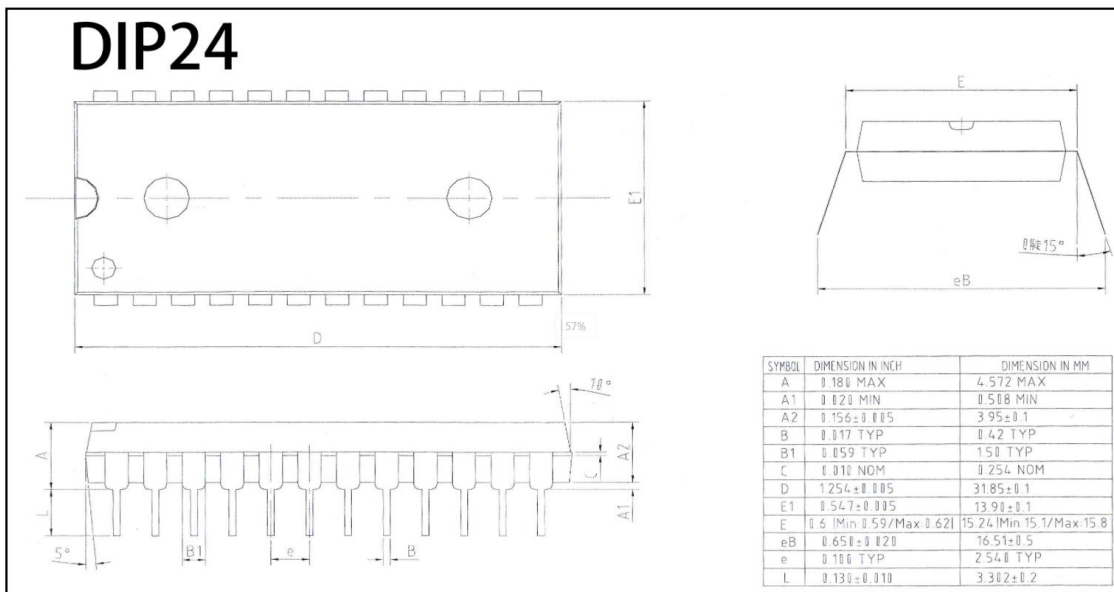 DIP24
E
E1
15°
eB
57%
D
10°
A
A2
C
L
A1
5°
B1
e
B
SYMBOL DIMENSION IN INCH DIMENSION IN MM
A 0.180 MAX 4.572 MAX
A1 0.020 MIN 0.508 MIN
A2 0.156±0.005 3.95±0.1
B 0.017 TYP 0.42 TYP
B1 0.059 TYP 1.50 TYP
C 0.010 NOM 0.254 NOM
D 1.254±0.005 31.85±0.1
E1 0.547±0.005 13.90±0.1
E 0.6 (Min:0.59/Max:0.62) 15.24(Min:15.1/Max:15.8
eB 0.650±0.020 16.51±0.5
e 0.100 TYP 2.540 TYP
L 0.130±0.010 3.302±0.2